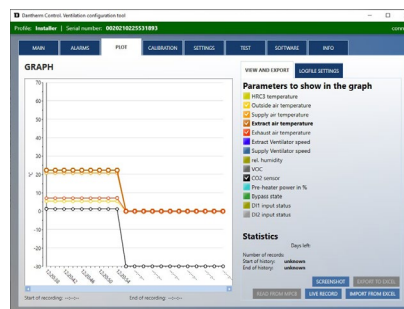 Dantherm Control. Ventilation configuration tool
Profile: Installer | Serial number: 0020210225531893
MAIN ALARMS PLOT CALIBRATION SETTINGS TEST SOFTWARE INFO
GRAPH
VIEW AND EXPORT LOGFILE SETTINGS
Parameters to show in the graph
HRC3 temperature
Outside air temperature
Supply air temperature
Extract air temperature
Exhaust air temperature
Extract Ventilator speed
Supply Ventilator speed
rel. humidity
VOC
CO2 sensor
Pre-heater power in %
Bypass state
DI1 input status
DI2 input status
70
60
50
40
30
20
10
0
-10
-20
-30
Statistics
Days left:
Number of records:
Start of history: unknown
End of history: unknown
SCREENSHOT EXPORT TO EXCEL
READ FROM HPCB LIVE RECORD IMPORT FROM EXCEL
Start of recording: --:--:-- End of recording: --:--:--